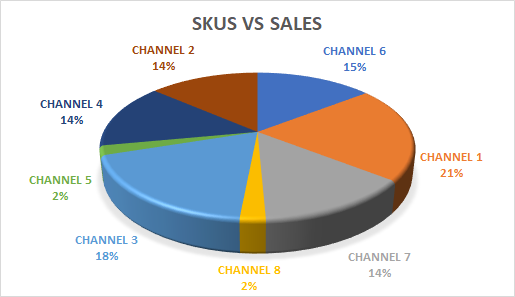 SKUS VS SALES
CHANNEL 6
15%
CHANNEL 1
21%
CHANNEL 7
14%
CHANNEL 8
2%
CHANNEL 3
18%
CHANNEL 5
2%
CHANNEL 4
14%
CHANNEL 2
14%